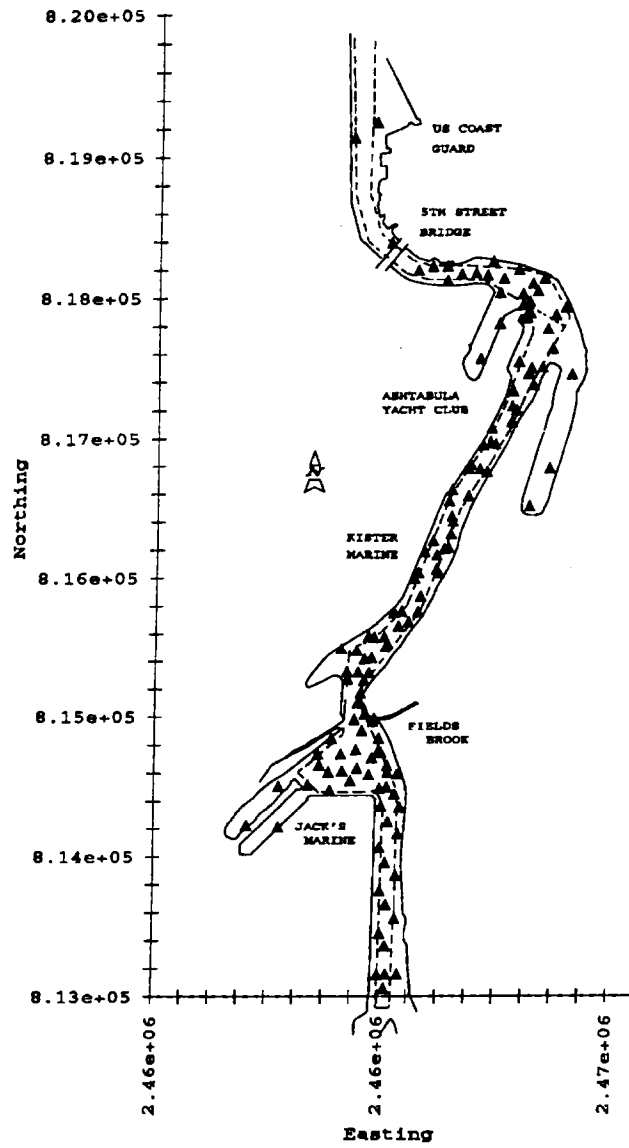 8.20e+05
US COAST
GUARD
8.19e+05
5TH STREET
BRIDGE
8.18e+05
ASHTABULA
YACHT CLUB
8.17e+05
Northing
N
KISTER
MARINE
8.16e+05
8.15e+05
FIELDS
BROOK
JACK'S
MARINE
8.14e+05
8.13e+05
2.46e+06
2.46e+06
2.47e+06
Easting